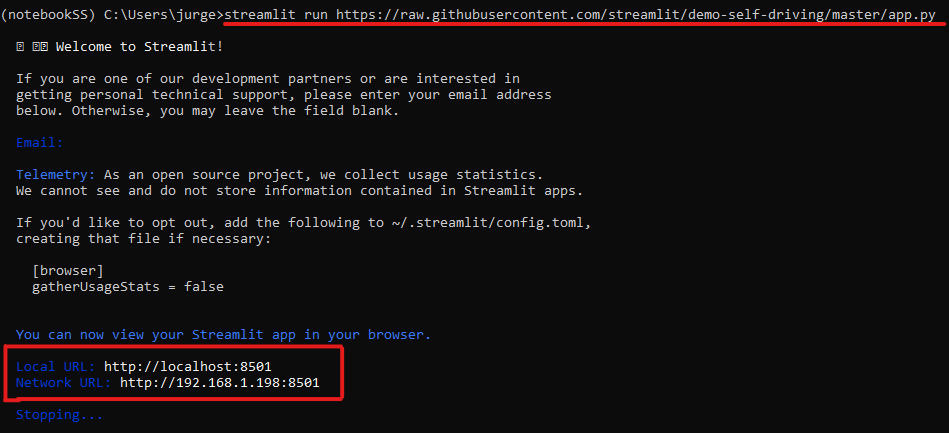 (notebookSS) C:\Users\jurge>streamlit run https://raw.githubusercontent.com/streamlit/demo-self-driving/master/app.py
Welcome to Streamlit!
If you are one of our development partners or are interested in
getting personal technical support, please enter your email address
below. Otherwise, you may leave the field blank.
Email:
Telemetry: As an open source project, we collect usage statistics.
We cannot see and do not store information contained in Streamlit apps.
If you'd like to opt out, add the following to ~/.streamlit/config.toml,
creating that file if necessary:
[browser]
gatherUsageStats = false
You can now view your Streamlit app in your browser.
Local URL: http://localhost:8501
Network URL: http://192.168.1.198:8501
Stopping...